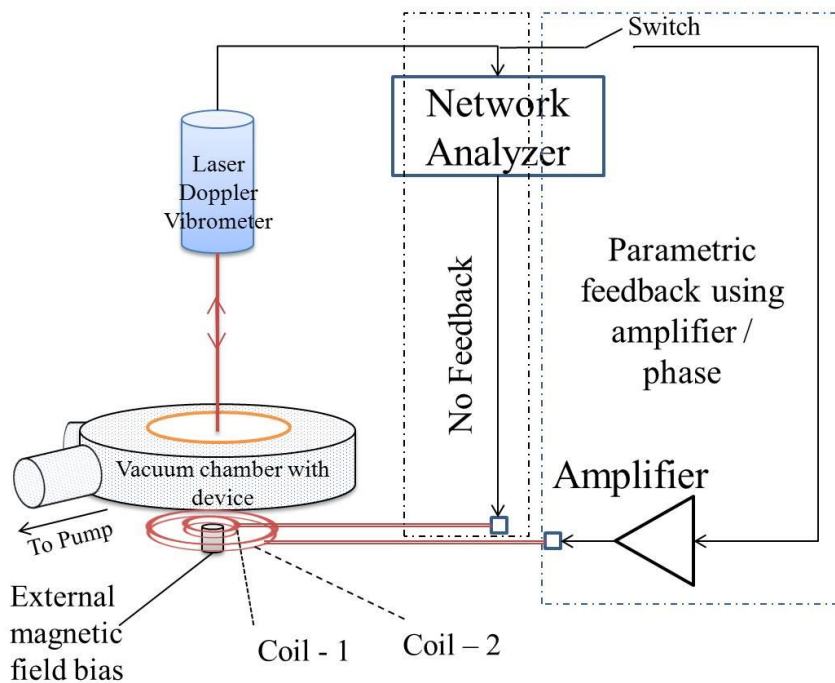 Switch
Network
Analyzer
Laser
Doppler
Vibrometer
Parametric
feedback using
amplifier /
phase
No Feedback
Vacuum chamber with
device
Amplifier
To Pump
External
magnetic
field bias
Coil - 1
Coil – 2